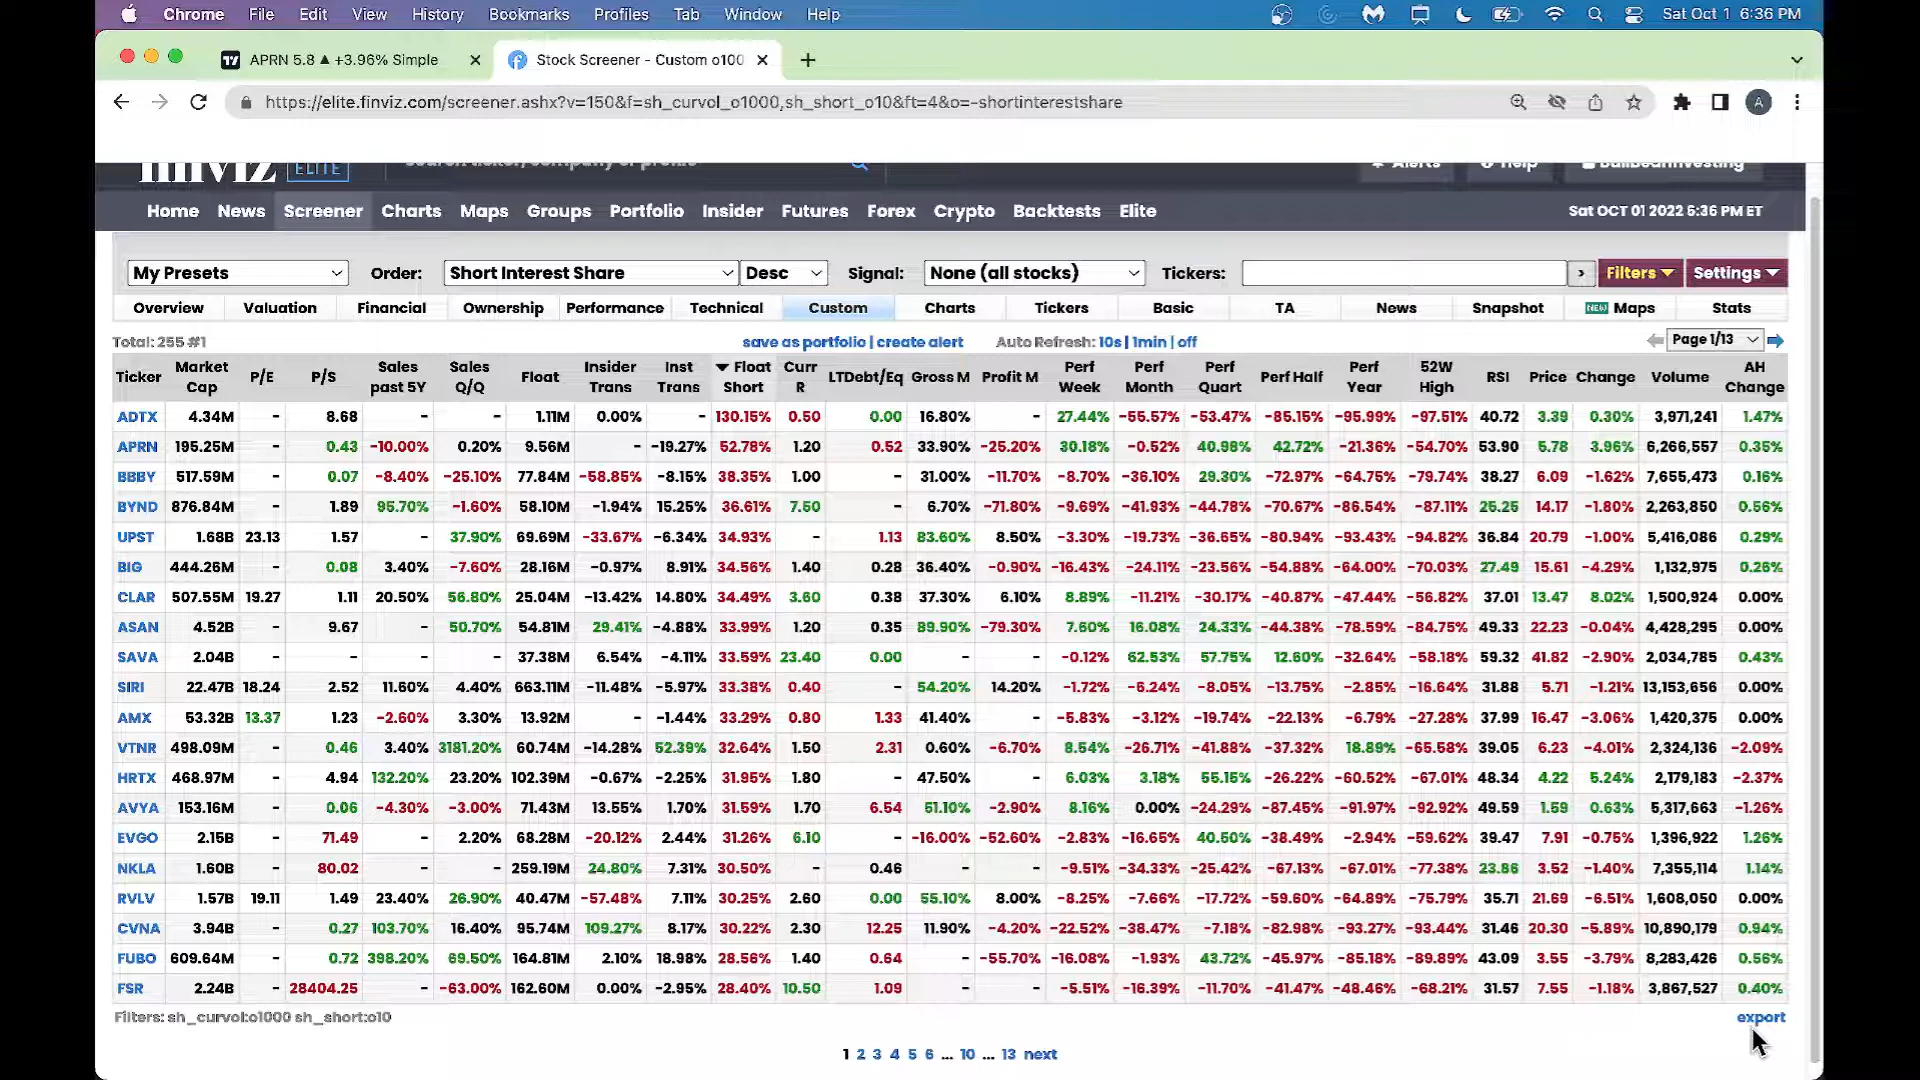 Chrome File Edit View History Bookmarks Profiles Tab Window Help Sat Oct 1 6:36 PM
APRN 5.8 ▲ +3.96% Simple Stock Screener - Custom o100
https://elite.finviz.com/screener.ashx?v=150&f=sh_curvol_o1000,sh_short_o10&ft=4&o=-shortinterestshare A
finviz ELITE Search ticker, company or profile Alerts Help BullBearInvesting
Home News Screener Charts Maps Groups Portfolio Insider Futures Forex Crypto Backtests Elite Sat OCT 01 2022 6:36 PM ET
My Presets Order: Short Interest Share Desc Signal: None (all stocks) Tickers: > Filters ▼ Settings ▼
Overview Valuation Financial Ownership Performance Technical Custom Charts Tickers Basic TA News Snapshot NEW Maps Stats
Total: 255 #1 save as portfolio | create alert Auto Refresh: 10s | 1min | off Page 1/13
Ticker Market Cap P/E P/S Sales past 5Y Sales Q/Q Float Insider Trans Inst Trans ▼ Float Short Curr R LTDebt/Eq Gross M Profit M Perf Week Perf Month Perf Quart Perf Half Perf Year 52W High RSI Price Change Volume AH Change
ADTX 4.34M - 8.68 - - 1.11M 0.00% - 130.15% 0.50 0.00 16.80% - 27.44% -55.57% -53.47% -85.15% -95.99% -97.51% 40.72 3.39 0.30% 3,971,241 1.47%
APRN 195.25M - 0.43 -10.00% 0.20% 9.56M - -19.27% 52.78% 1.20 0.52 33.90% -25.20% 30.18% -0.52% 40.98% 42.72% -21.36% -54.70% 53.90 5.78 3.96% 6,266,557 0.35%
BBBY 517.59M - 0.07 -8.40% -25.10% 77.84M -58.85% -8.15% 38.35% 1.00 31.00% -11.70% -8.70% -36.10% 29.30% -72.97% -64.75% -79.74% 38.27 6.09 -1.62% 7,655,473 0.16%
BYND 876.84M - 1.89 95.70% -1.60% 58.10M -1.94% 15.25% 36.61% 7.50 - 6.70% -71.80% -9.69% -41.93% -44.78% -70.67% -86.54% -87.11% 25.25 14.17 -1.80% 2,263,850 0.56%
UPST 1.68B 23.13 1.57 - 37.90% 69.69M -33.67% -6.34% 34.93% - 1.13 83.60% 8.50% -3.30% -19.73% -36.65% -80.94% -93.43% -94.82% 36.84 20.79 -1.00% 5,416,086 0.29%
BIG 444.26M - 0.08 3.40% -7.60% 28.16M -0.97% 8.91% 34.56% 1.40 0.28 36.40% -0.90% -16.43% -24.11% -23.56% -54.88% -64.00% -70.03% 27.49 15.61 -4.29% 1,132,975 0.26%
CLAR 507.55M 19.27 1.11 20.50% 56.80% 25.04M -13.42% 14.80% 34.49% 3.60 0.38 37.30% 6.10% 8.89% -11.21% -30.17% -40.87% -47.44% -56.82% 37.01 13.47 8.02% 1,500,924 0.00%
ASAN 4.52B - 9.67 - 50.70% 54.81M 29.41% -4.88% 33.99% 1.20 0.35 89.90% -79.30% 7.60% 16.08% 24.33% -44.38% -78.59% -84.75% 49.33 22.23 -0.04% 4,428,295 0.00%
SAVA 2.04B - - - - 37.38M 6.54% -4.11% 33.59% 23.40 0.00 - - -0.12% 62.53% 57.75% 12.60% -32.64% -58.18% 59.32 41.82 -2.90% 2,034,785 0.43%
SIRI 22.47B 18.24 2.52 11.60% 4.40% 663.11M -11.48% -5.97% 33.38% 0.40 - 54.20% 14.20% -1.72% -6.24% -8.05% -13.75% -2.85% -16.64% 31.88 5.71 -1.21% 13,153,656 0.00%
AMX 53.32B 13.37 1.23 -2.60% 3.30% 13.92M - -1.44% 33.29% 0.80 1.33 41.40% - -5.83% -3.12% -19.74% -22.13% -6.79% -27.28% 37.99 16.47 -3.06% 1,420,375 0.00%
VTNR 498.09M - 0.46 3.40% 3181.20% 60.74M -14.28% 52.39% 32.64% 1.50 2.31 0.60% -6.70% 8.54% -26.71% -41.88% -37.32% 18.89% -65.58% 39.05 6.23 -4.01% 2,324,136 -2.09%
HRTX 468.97M - 4.94 132.20% 23.20% 102.39M -0.67% -2.25% 31.95% 1.80 - 47.50% - 6.03% 3.18% 55.15% -26.22% -60.52% -67.01% 48.34 4.22 5.24% 2,179,183 -2.37%
AVYA 153.16M - 0.06 -4.30% -3.00% 71.43M 13.55% 1.70% 31.59% 1.70 6.54 51.10% -2.90% 8.16% 0.00% -24.29% -87.45% -91.97% -92.92% 49.59 1.59 0.63% 5,317,663 -1.26%
EVGO 2.15B - 71.49 - 2.20% 68.28M -20.12% 2.44% 31.26% 6.10 - -16.00% -52.60% -2.83% -16.65% 40.50% -38.49% -2.94% -59.62% 39.47 7.91 -0.75% 1,396,922 1.26%
NKLA 1.60B - 80.02 - - 259.19M 24.80% 7.31% 30.50% - 0.46 - - -9.51% -34.33% -25.42% -67.13% -67.01% -77.38% 23.86 3.52 -1.40% 7,355,114 1.14%
RVLV 1.57B 19.11 1.49 23.40% 26.90% 40.47M -57.48% 7.11% 30.25% 2.60 0.00 55.10% 8.00% -8.25% -7.66% -17.72% -59.60% -64.89% -75.79% 35.71 21.69 -6.51% 1,608,050 0.00%
CVNA 3.94B - 0.27 103.70% 16.40% 95.74M 109.27% 8.17% 30.22% 2.30 12.25 11.90% -4.20% -22.52% -38.47% -7.18% -82.98% -93.27% -93.44% 31.46 20.30 -5.89% 10,890,179 0.94%
FUBO 609.64M - 0.72 398.20% 69.50% 164.81M 2.10% 18.98% 28.56% 1.40 0.64 - -55.70% -16.08% -1.93% 43.72% -45.97% -85.18% -89.89% 43.09 3.55 -3.79% 8,283,426 0.56%
FSR 2.24B - 28404.25 - -63.00% 162.60M 0.00% -2.95% 28.40% 10.50 1.09 - - -5.51% -16.39% -11.70% -41.47% -48.46% -68.21% 31.57 7.55 -1.18% 3,867,527 0.40%
Filters: sh_curvol:o1000 sh_short:o10 export
1 2 3 4 5 6 ... 10 ... 13 next